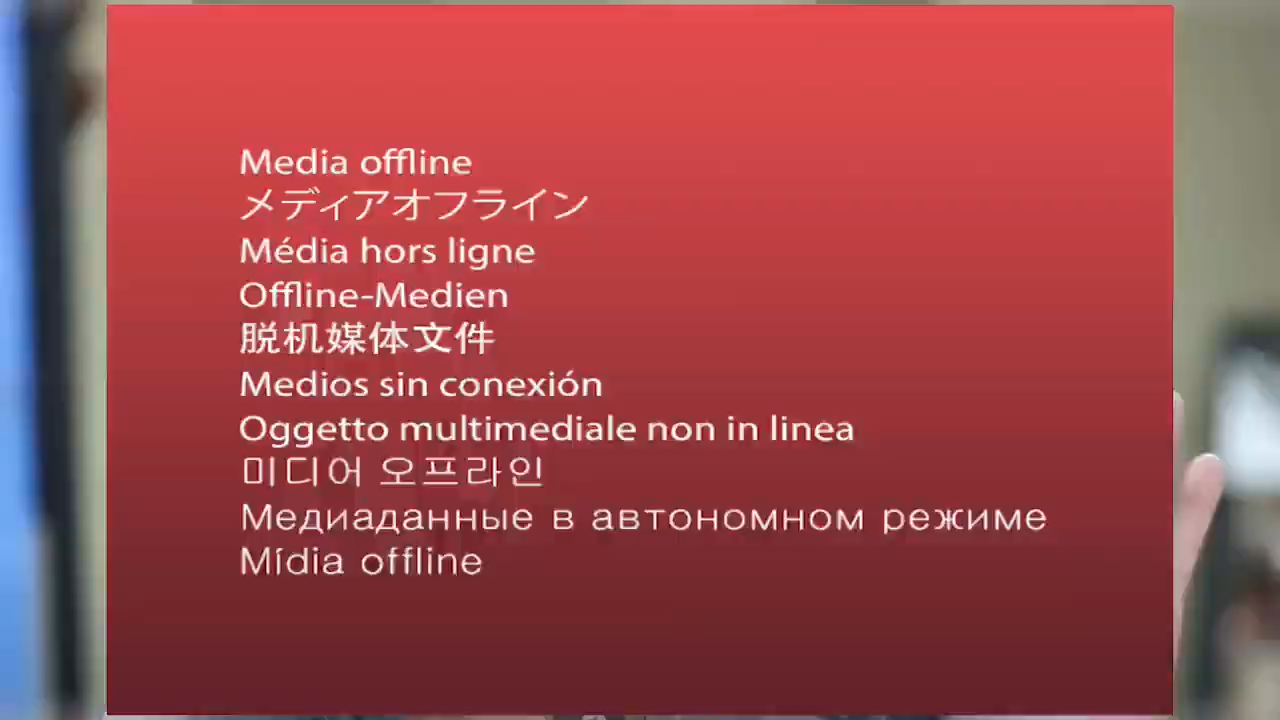 Media offline
メディアオフライン
Média hors ligne
Offline-Medien
脱机媒体文件
Medios sin conexión
Oggetto multimediale non in linea
미디어 오프라인
Медиаданные в автономном режиме
Mídia offline